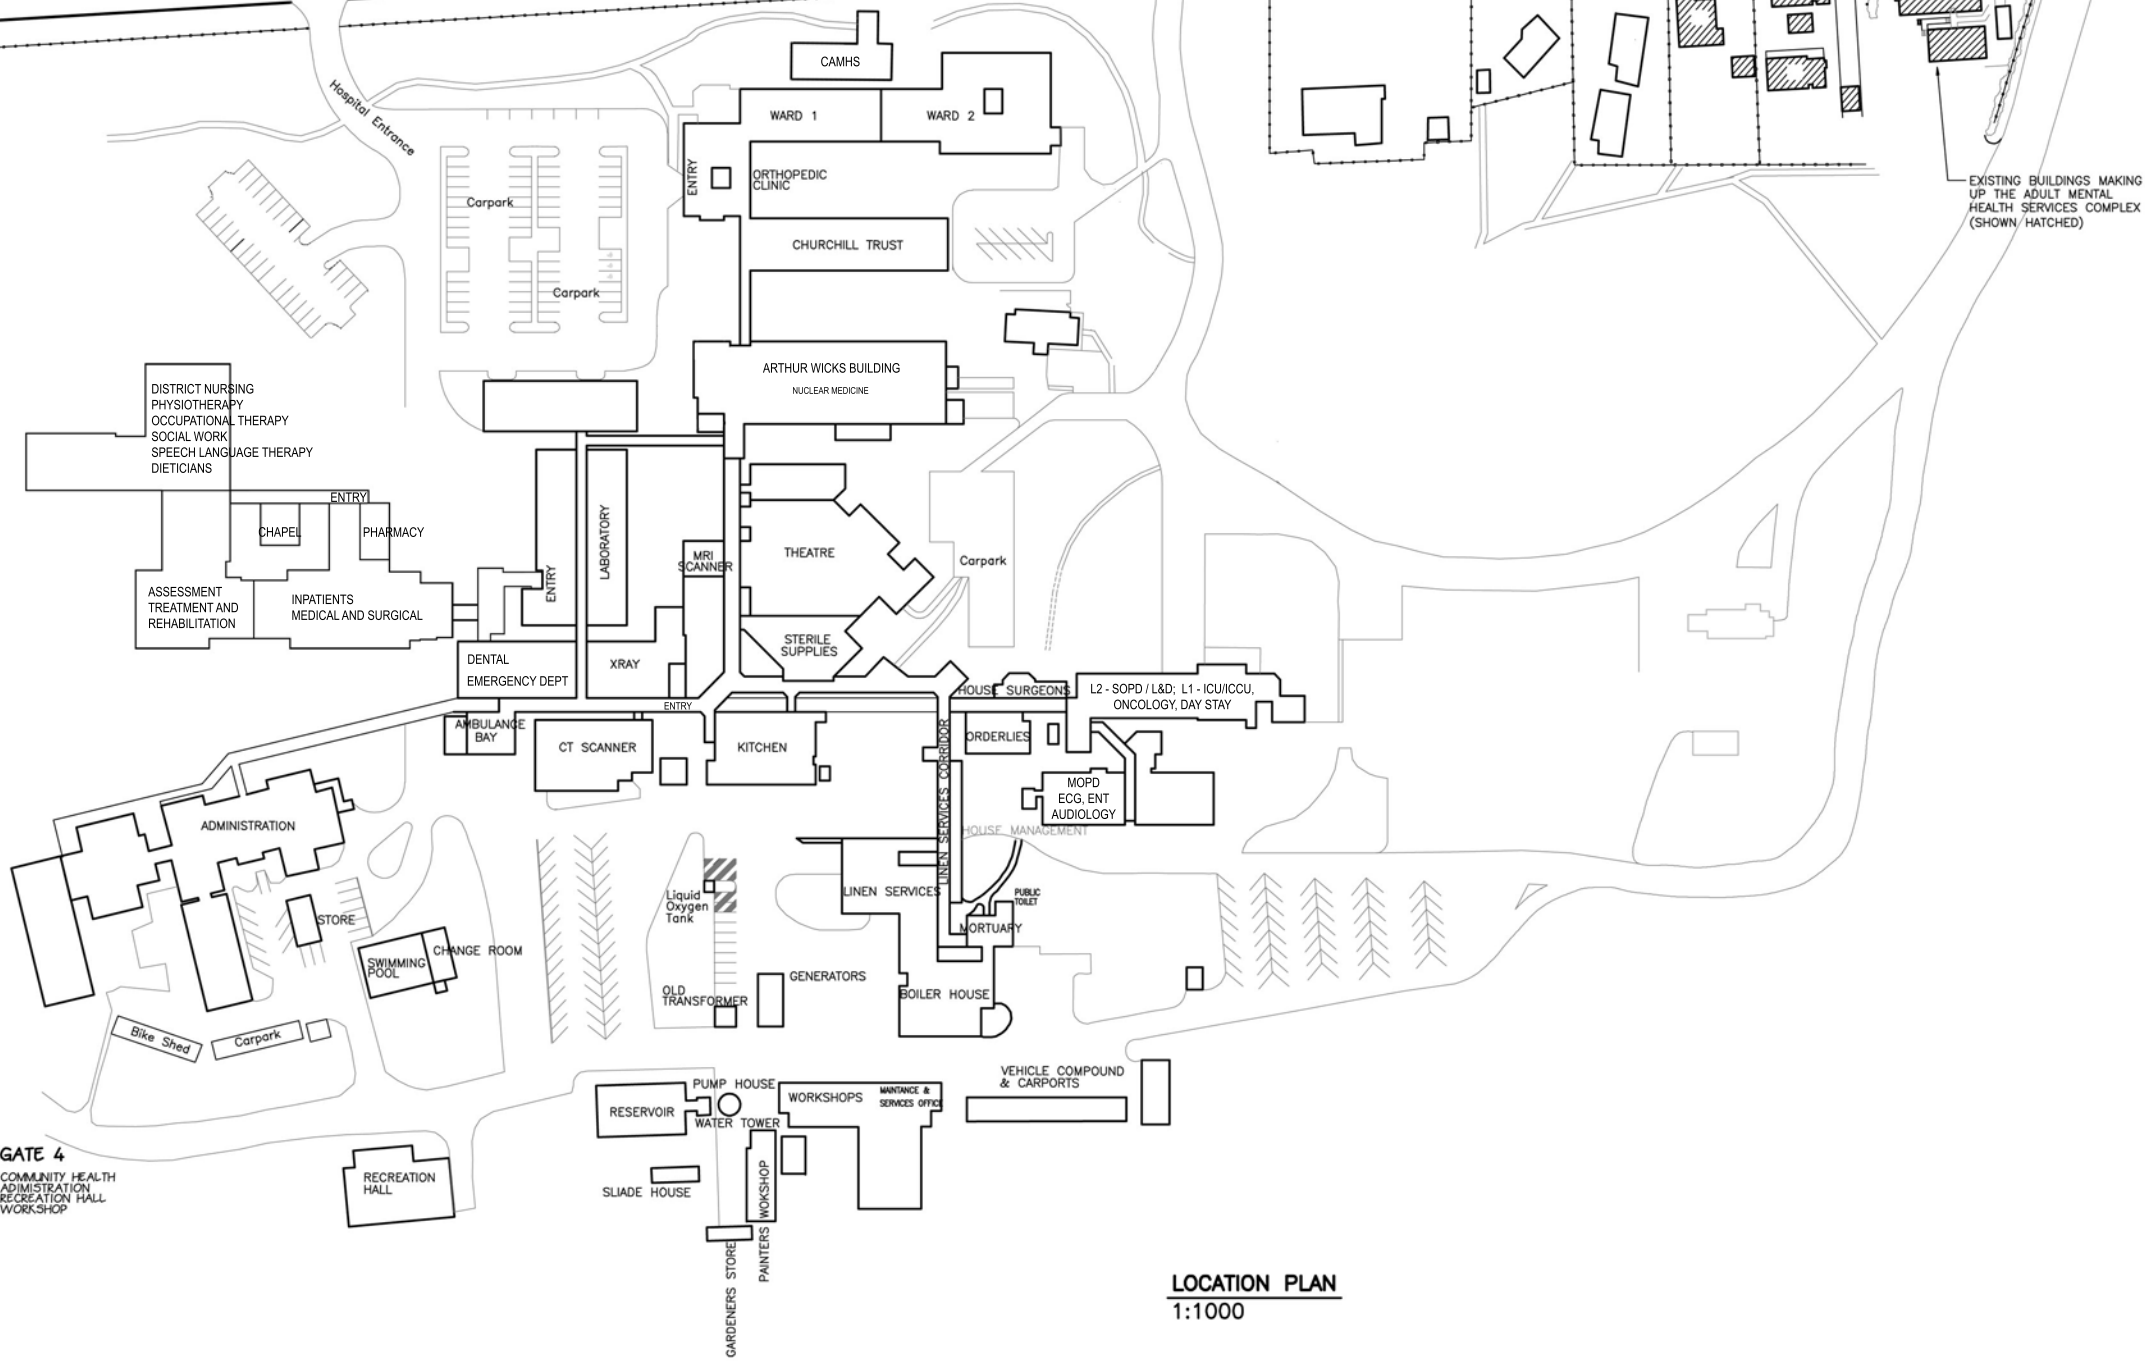 CAMHS
Hospital Entrance
WARD 1
WARD 2
ENTRY
ORTHOPEDIC
CLINIC
Carpark
CHURCHILL TRUST
Carpark
EXISTING BUILDINGS MAKING
UP THE ADULT MENTAL
HEALTH SERVICES COMPLEX
(SHOWN HATCHED)
ARTHUR WICKS BUILDING
NUCLEAR MEDICINE
DISTRICT NURSING
PHYSIOTHERAPY
OCCUPATIONAL THERAPY
SOCIAL WORK
SPEECH LANGUAGE THERAPY
DIETICIANS
ENTRY
CHAPEL
PHARMACY
ASSESSMENT
TREATMENT AND
REHABILITATION
INPATIENTS
MEDICAL AND SURGICAL
ENTRY
LABORATORY
MRI
SCANNER
THEATRE
Carpark
STERILE
SUPPLIES
DENTAL
EMERGENCY DEPT
XRAY
ENTRY
HOUSE SURGEONS
L2 - SOPD / L&D; L1 - ICU/ICCU,
ONCOLOGY, DAY STAY
AMBULANCE
BAY
CT SCANNER
KITCHEN
LINEN SERVICES CORRIDOR
ORDERLIES
MOPD
ECG, ENT
AUDIOLOGY
HOUSE MANAGEMENT
ADMINISTRATION
STORE
SWIMMING
POOL
CHANGE ROOM
Liquid
Oxygen
Tank
LINEN SERVICES
PUBLIC
TOILET
MORTUARY
GENERATORS
OLD
TRANSFORMER
BOILER HOUSE
Bike Shed
Carpark
RESERVOIR
PUMP HOUSE
WATER TOWER
WORKSHOPS
MAINTANCE &
SERVICES OFFICE
VEHICLE COMPOUND
& CARPORTS
GATE 4
COMMUNITY HEALTH
ADIMISTRATION
RECREATION HALL
WORKSHOP
RECREATION
HALL
SLIADE HOUSE
PAINTERS WOKSHOP
GARDENERS STORE
LOCATION PLAN
1:1000